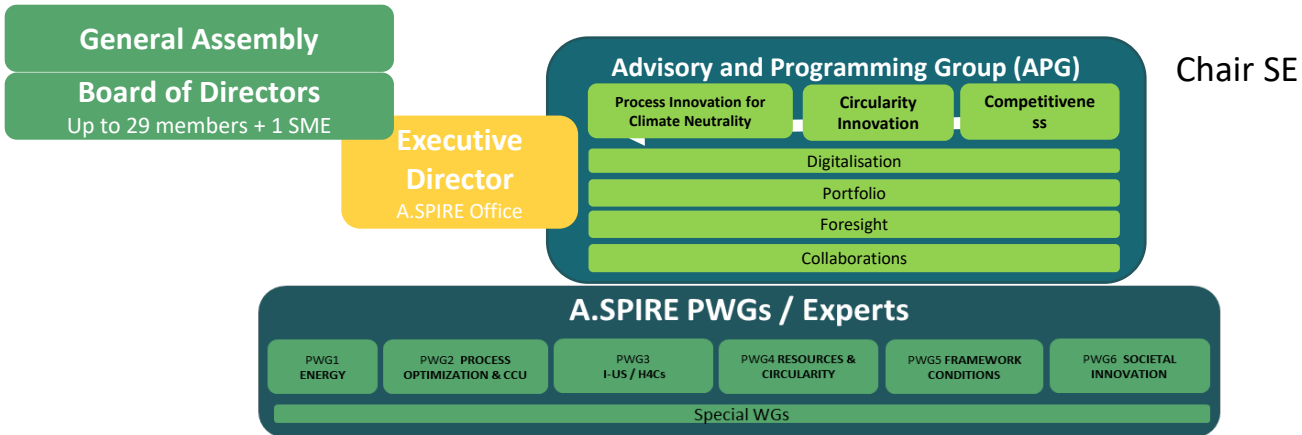 General Assembly
Board of Directors
Up to 29 members + 1 SME
Executive
Director
A.SPIRE Office
Advisory and Programming Group (APG)
Chair SE
Process Innovation for
Climate Neutrality
Circularity
Innovation
Competitivene
ss
Digitalisation
Portfolio
Foresight
Collaborations
A.SPIRE PWGs / Experts
PWG1
ENERGY
PWG2 PROCESS
OPTIMIZATION & CCU
PWG3
I-US / H4Cs
PWG4 RESOURCES &
CIRCULARITY
PWG5 FRAMEWORK
CONDITIONS
PWG6 SOCIETAL
INNOVATION
Special WGs